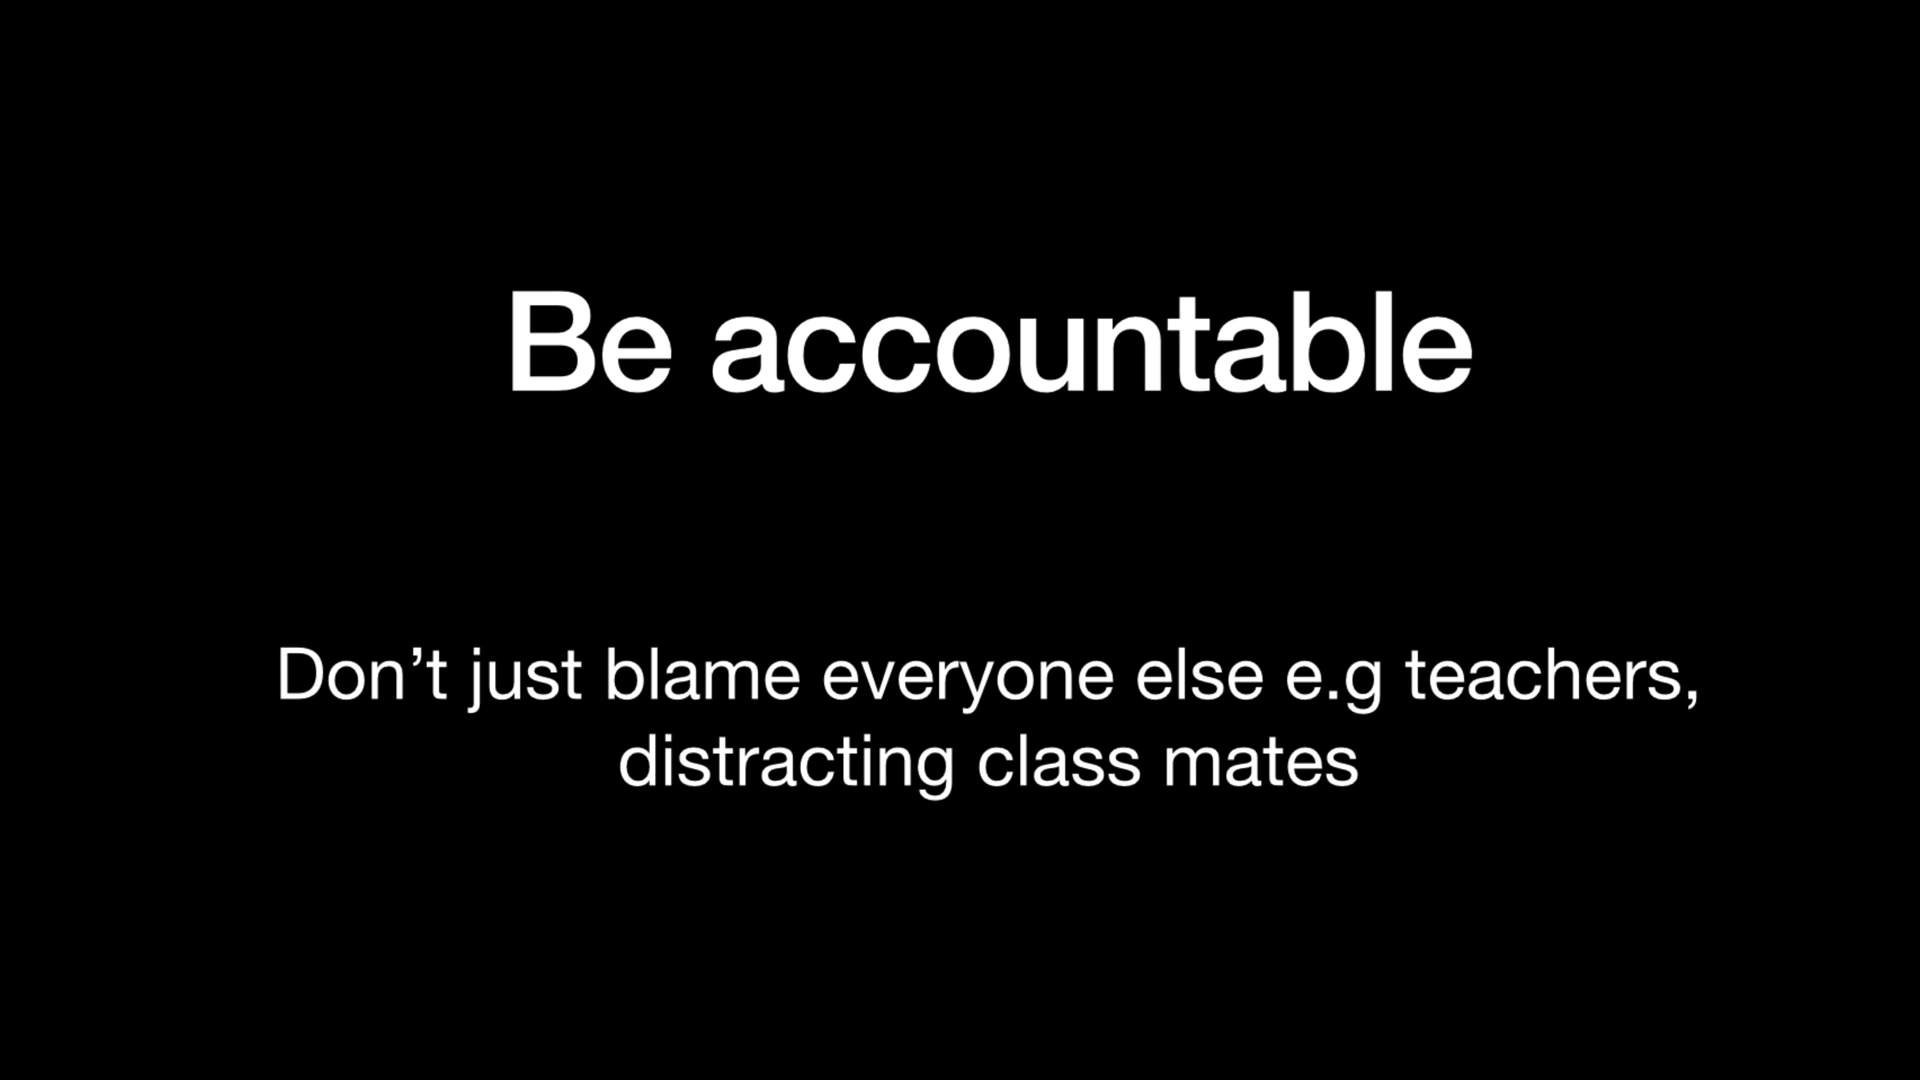 Be accountable
Don’t just blame everyone else e.g teachers,
distracting class mates